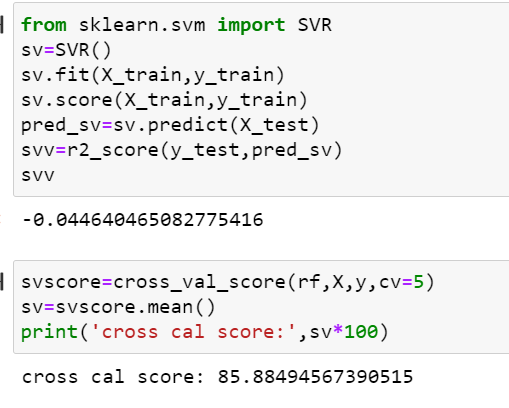 from sklearn.svm import SVR
sv=SVR()
sv.fit(X_train,y_train)
sv.score(X_train,y_train)
pred_sv=sv.predict(X_test)
svv=r2_score(y_test,pred_sv)
svv
-0.044640465082775416
svscore=cross_val_score(rf,X,y,cv=5)
sv=svscore.mean()
print('cross cal score:',sv*100)
cross cal score: 85.88494567390515